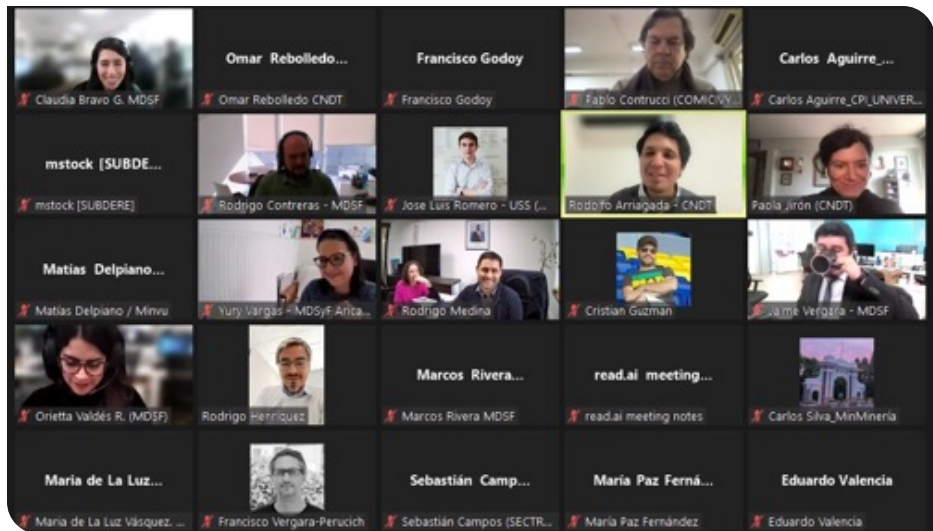 Claudia Bravo G. MDSF
Omar Rebolledo...
Omar Rebolledo CNDT
Francisco Godoy
Francisco Godoy
Pablo Contrucci (COMICIVY...
Carlos Aguirre_...
Carlos Aguirre_CPI_UNIVER...
mstock [SUBDE...
mstock [SUBDERE]
Rodrigo Contreras - MDSF
Jose Luis Romero - USS (...
Rodolfo Arriagada - CNDT
Paola Jirón (CNDT)
Matías Delpiano...
Matías Delpiano / Minvu
Yury Vargas - MDSyF Arica...
Rodrigo Medina
Cristian Guzman
Jaime Vergara - MDSF
Orietta Valdés R. (MDSF)
Rodrigo Henriquez
Marcos Rivera...
Marcos Rivera MDSF
read.ai meeting...
read.ai meeting notes
Carlos Silva_MinMinería
Maria de La Luz...
Maria de La Luz Vásquez. ...
Francisco Vergara-Perucich
Sebastián Camp...
Sebastián Campos (SECTR...
María Paz Ferná...
María Paz Fernández
Eduardo Valencia
Eduardo Valencia